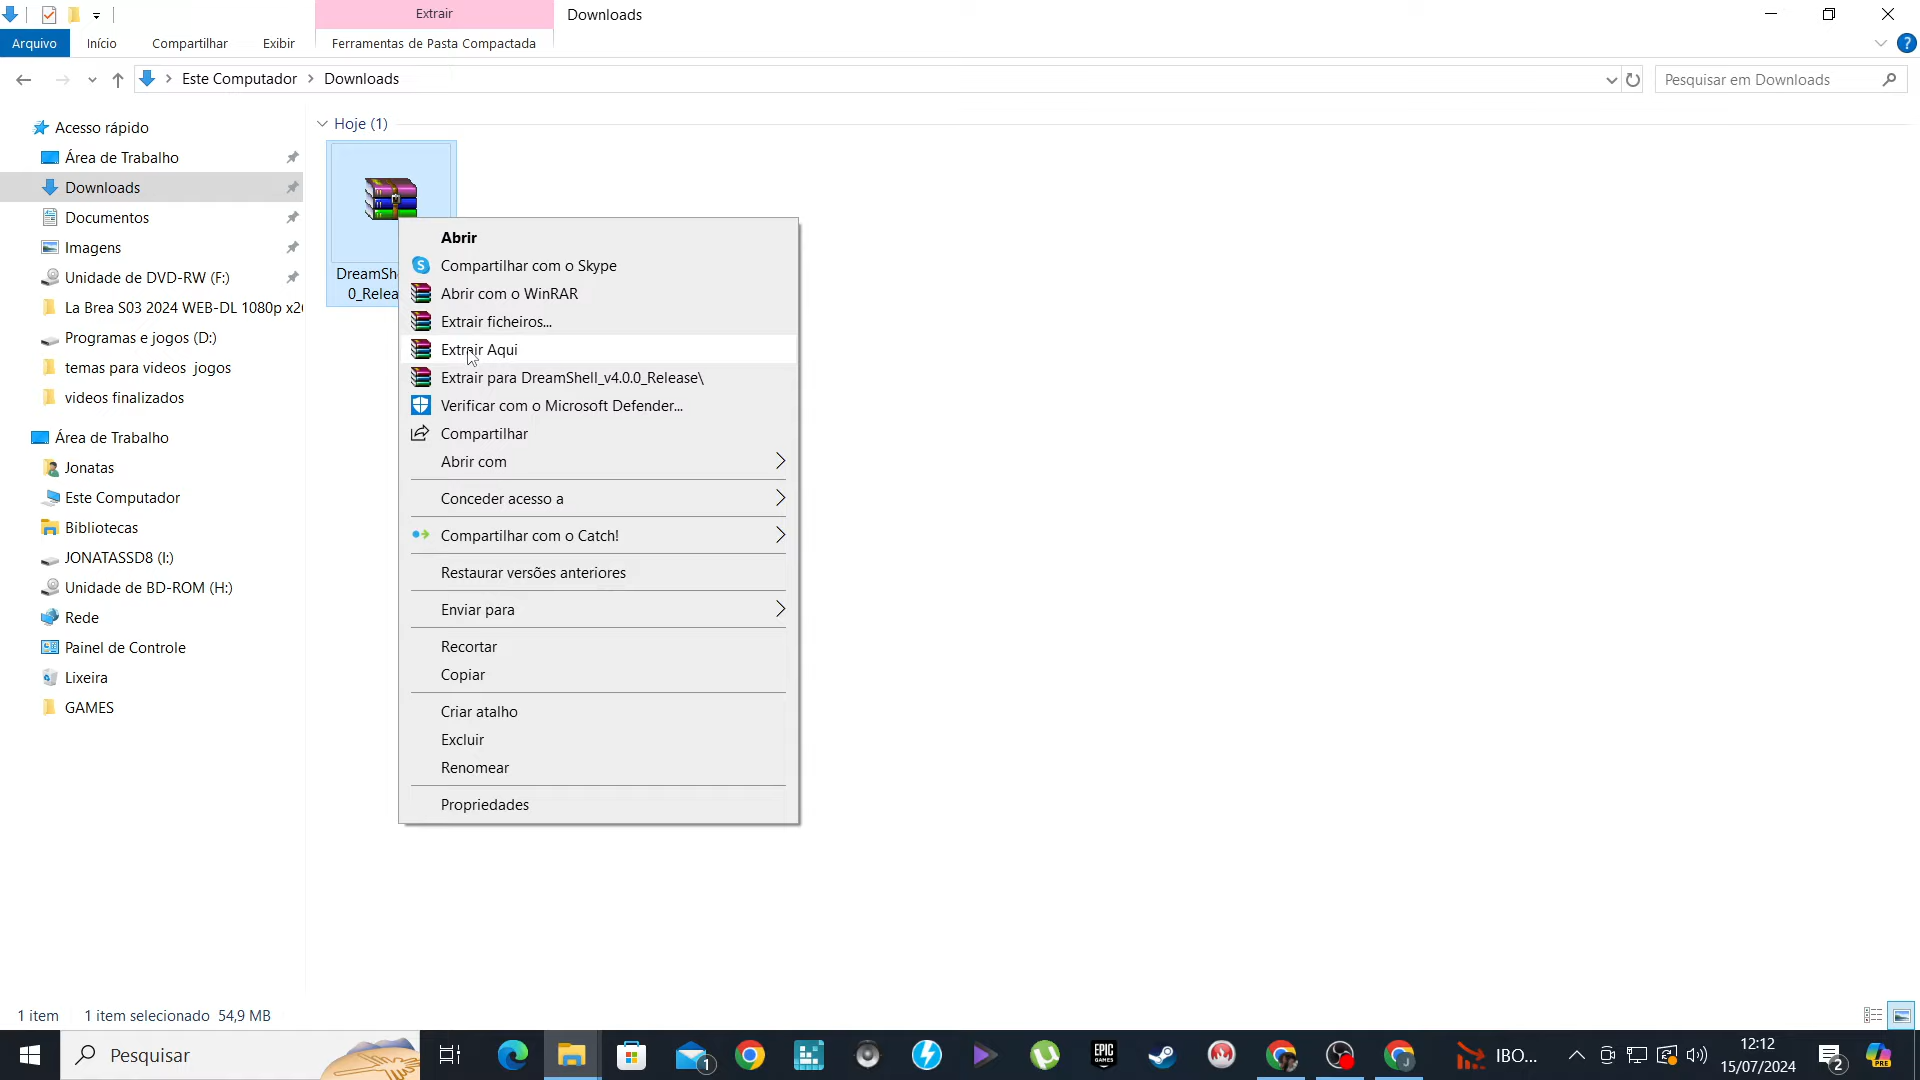 Extrair
Downloads
Arquivo
Início
Compartilhar
Exibir
Ferramentas de Pasta Compactada
Este Computador
Downloads
Pesquisar em Downloads
Acesso rápido
Área de Trabalho
Downloads
Documentos
Imagens
Unidade de DVD-RW (F:)
La Brea S03 2024 WEB-DL 1080p x26
Programas e jogos (D:)
temas para videos jogos
videos finalizados
Área de Trabalho
Jonatas
Este Computador
Bibliotecas
JONATASSD8 (I:)
Unidade de BD-ROM (H:)
Rede
Painel de Controle
Lixeira
GAMES
Hoje (1)
DreamSh
0_Relea
Abrir
Compartilhar com o Skype
Abrir com o WinRAR
Extrair ficheiros...
Extrair Aqui
Extrair para DreamShell_v4.0.0_Release\
Verificar com o Microsoft Defender...
Compartilhar
Abrir com
Conceder acesso a
Compartilhar com o Catch!
Restaurar versões anteriores
Enviar para
Recortar
Copiar
Criar atalho
Excluir
Renomear
Propriedades
1 item
1 item selecionado 54,9 MB
Pesquisar
1
EPIC
GAMES
J
IBO...
12:12
15/07/2024
2
PRE